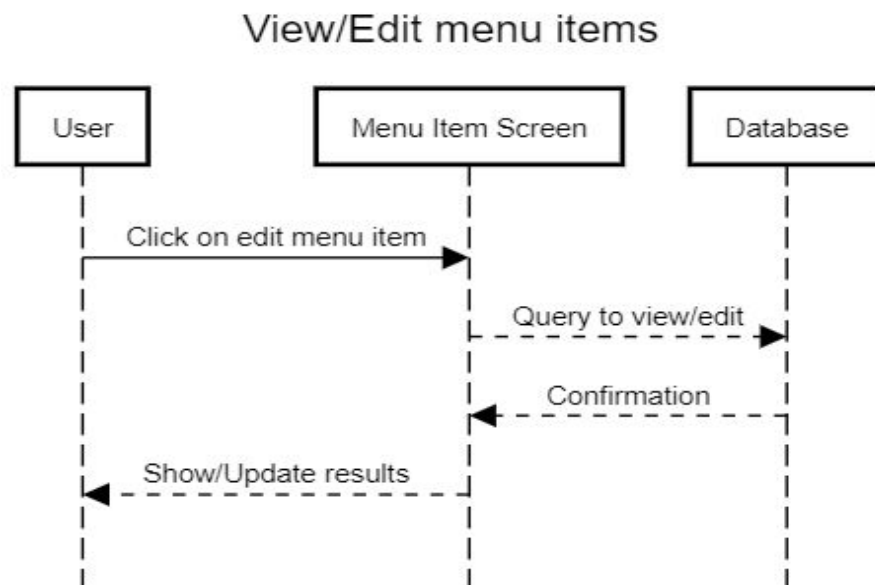 View/Edit menu items
User
Menu Item Screen
Database
Click on edit menu item
Query to view/edit
Confirmation
Show/Update results